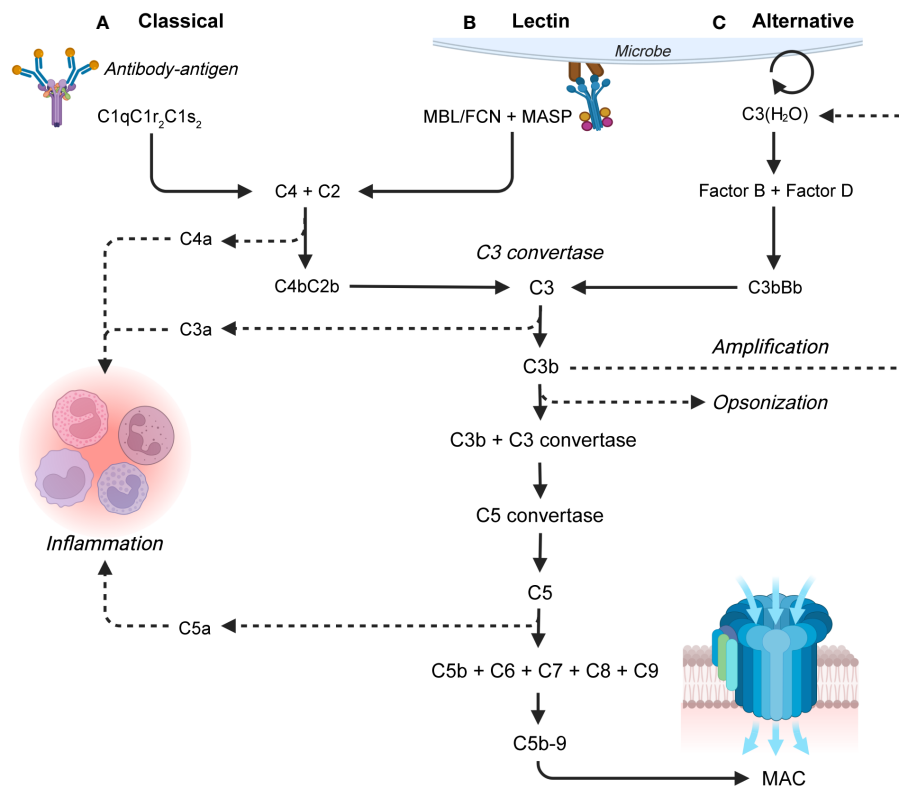 A Classical
B Lectin
C Alternative
Microbe
Antibody-antigen
C1qC1r₂C1s₂
MBL/FCN + MASP
C3(H₂O)
C4 + C2
Factor B + Factor D
C4a
C3 convertase
C4bC2b
C3
C3bBb
C3a
Amplification
C3b
Opsonization
C3b + C3 convertase
C5 convertase
Inflammation
C5
C5a
C5b + C6 + C7 + C8 + C9
C5b-9
MAC